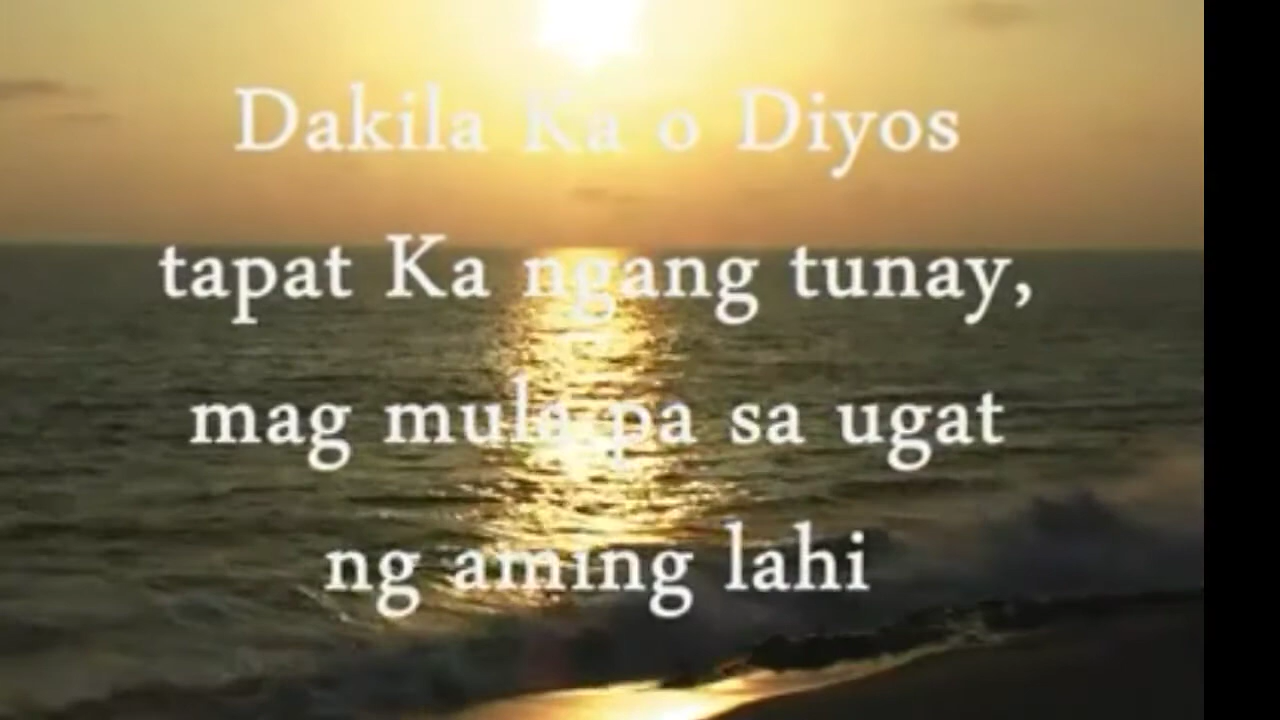 Dakila Ka o Diyos
tapat Ka ngang tunay,
mag mula pa sa ugat
ng aming lahi